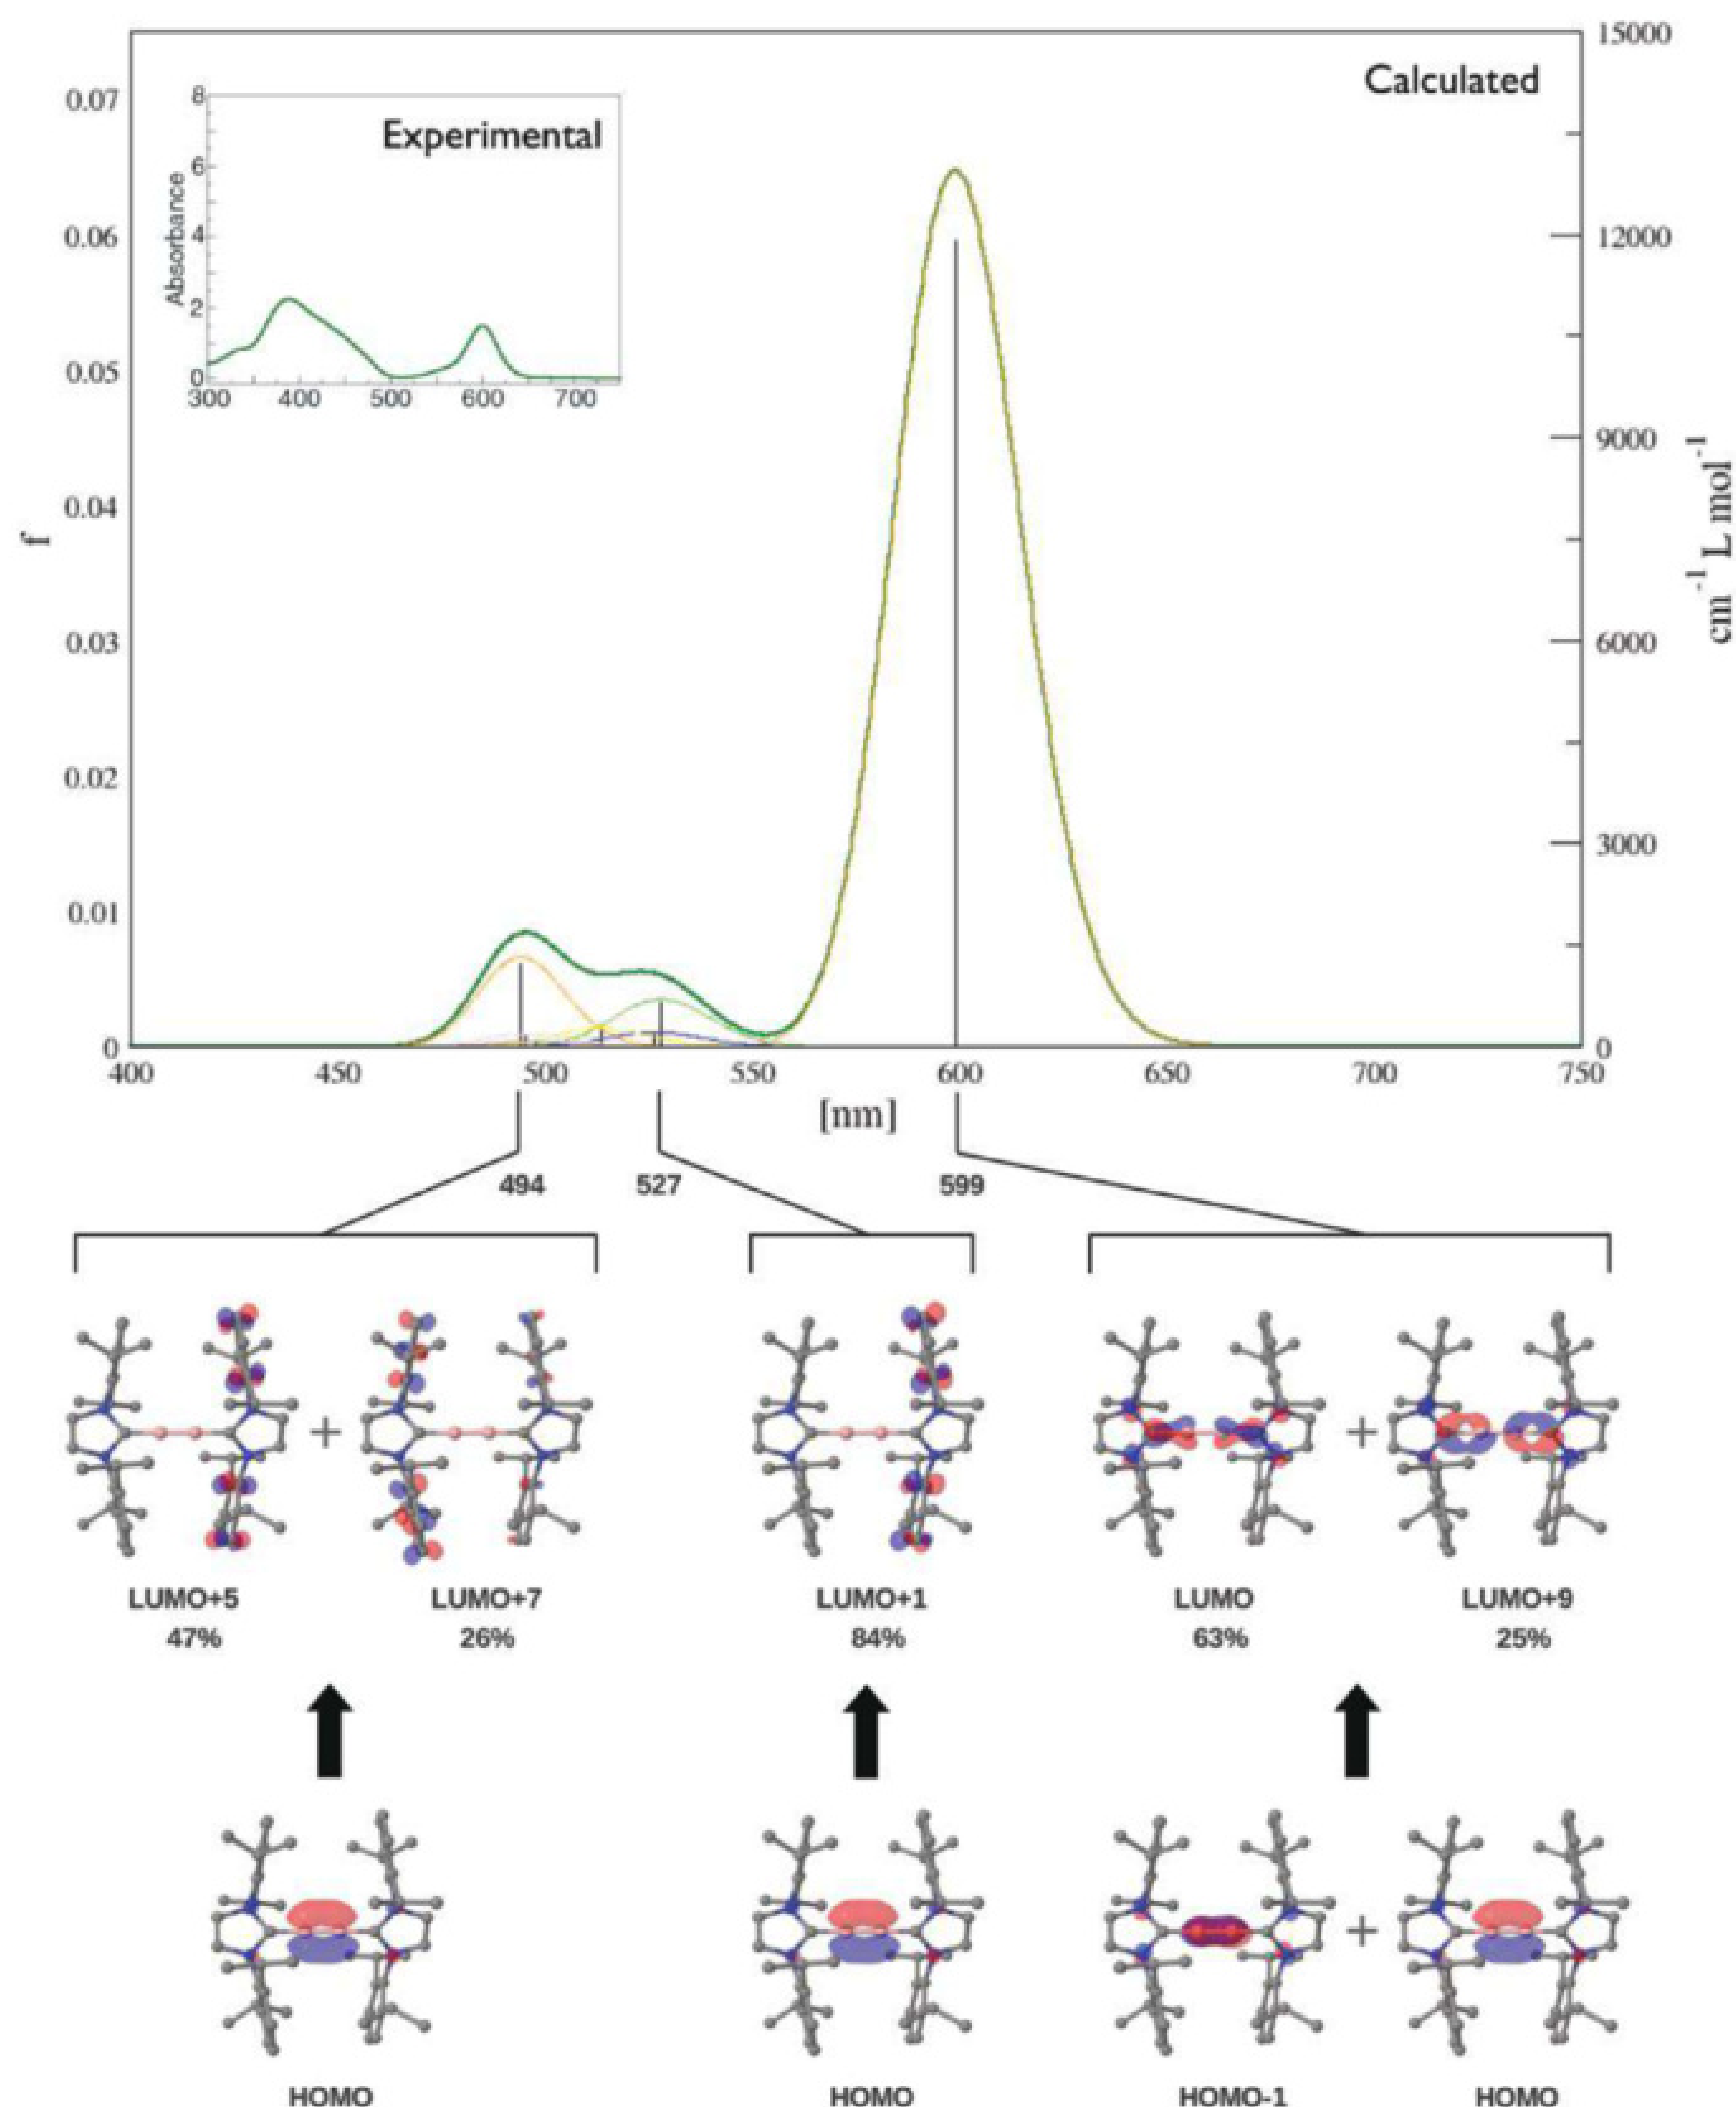 Calculated
15000
12000
9000
6000
3000
0
cm⁻¹ L mol⁻¹
0.07
0.06
0.05
0.04
0.03
0.02
0.01
0
f
Experimental
Absorbance
8
6
4
2
0
300 400 500 600 700
400 450 500 550 600 650 700 750
[nm]
494 527 599
+ +
LUMO+5 LUMO+7 LUMO+1 LUMO LUMO+9
47% 26% 84% 63% 25%
+
HOMO HOMO HOMO-1 HOMO